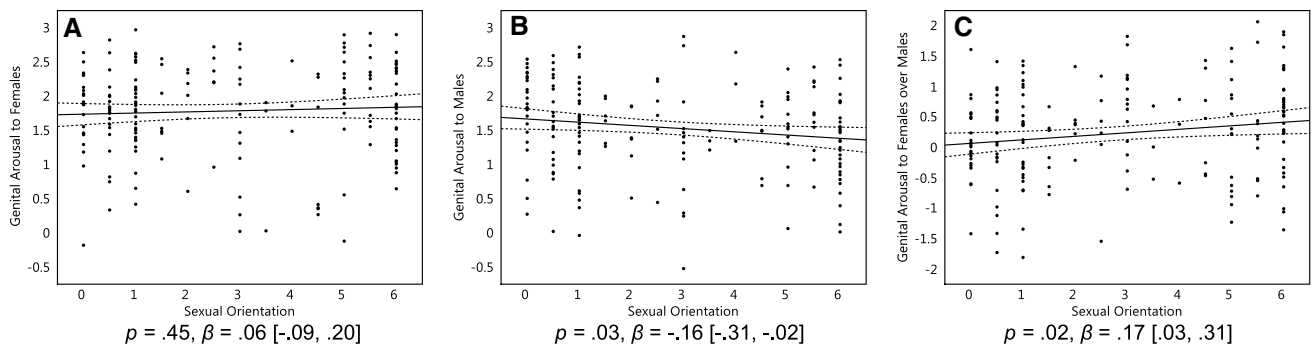 A
Genital Arousal to Females
3
2.5
2
1.5
1
0.5
0
-0.5
0 1 2 3 4 5 6
Sexual Orientation
p = .45, β = .06 [-.09, .20]
B
Genital Arousal to Males
3
2.5
2
1.5
1
0.5
0
-0.5
0 1 2 3 4 5 6
Sexual Orientation
p = .03, β = -.16 [-.31, -.02]
C
Genital Arousal to Females over Males
2
1.5
1
0.5
0
-0.5
-1
-1.5
-2
0 1 2 3 4 5 6
Sexual Orientation
p = .02, β = .17 [.03, .31]